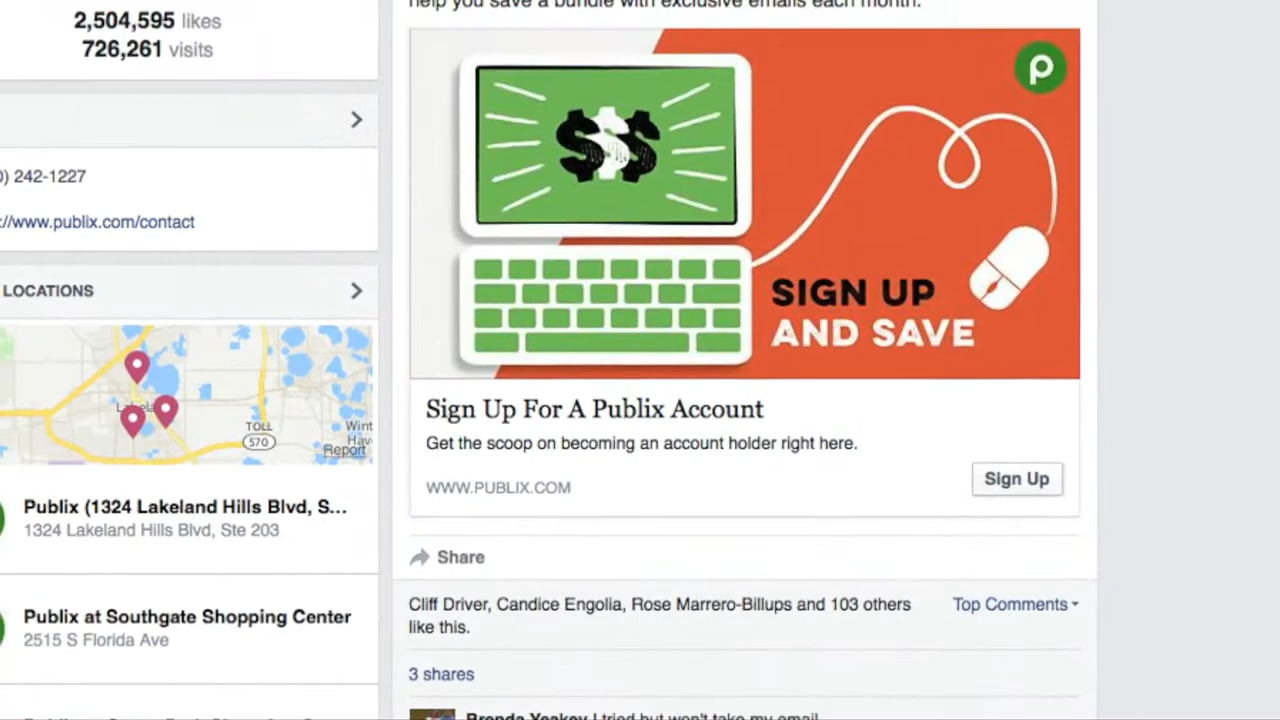 2,504,595 likes
726,261 visits
) 242-1227
://www.publix.com/contact
LOCATIONS
Lakela
TOLL
570
Wint
Hav
Report
Publix (1324 Lakeland Hills Blvd, S...
1324 Lakeland Hills Blvd, Ste 203
Publix at Southgate Shopping Center
2515 S Florida Ave
help you save a bundle with exclusive emails each month.
$$$
p
SIGN UP
AND SAVE
Sign Up For A Publix Account
Get the scoop on becoming an account holder right here.
WWW.PUBLIX.COM
Sign Up
Share
Cliff Driver, Candice Engolia, Rose Marrero-Billups and 103 others
like this.
Top Comments
3 shares
Brenda Yeakey I tried but won't take my email